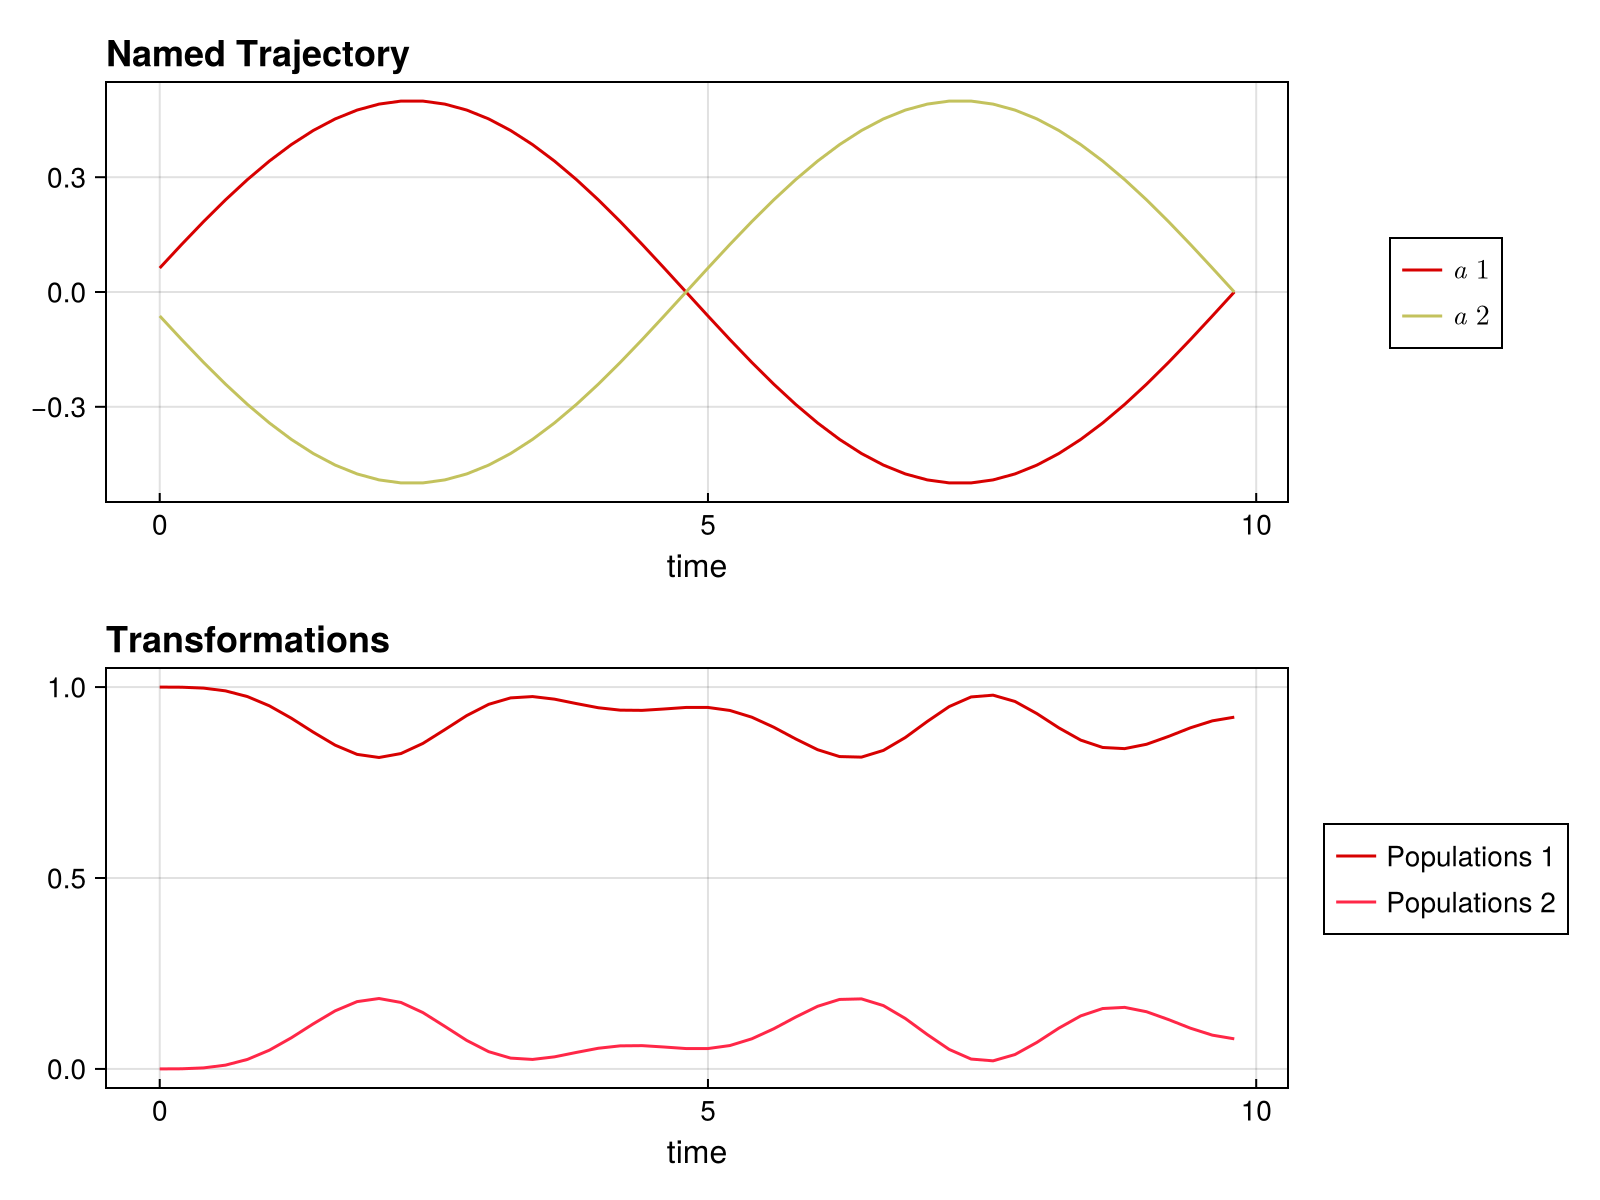 Named Trajectory
0.3
0.0
−0.3
0 5 10
time
a 1
a 2
Transformations
1.0
0.5
0.0
0 5 10
time
Populations 1
Populations 2